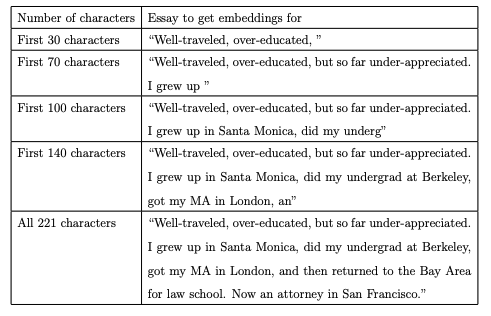 Number of characters Essay to get embeddings for
First 30 characters “Well-traveled, over-educated, ”
First 70 characters “Well-traveled, over-educated, but so far under-appreciated.
I grew up ”
First 100 characters “Well-traveled, over-educated, but so far under-appreciated.
I grew up in Santa Monica, did my underg”
First 140 characters “Well-traveled, over-educated, but so far under-appreciated.
I grew up in Santa Monica, did my undergrad at Berkeley,
got my MA in London, an”
All 221 characters “Well-traveled, over-educated, but so far under-appreciated.
I grew up in Santa Monica, did my undergrad at Berkeley,
got my MA in London, and then returned to the Bay Area
for law school. Now an attorney in San Francisco.”